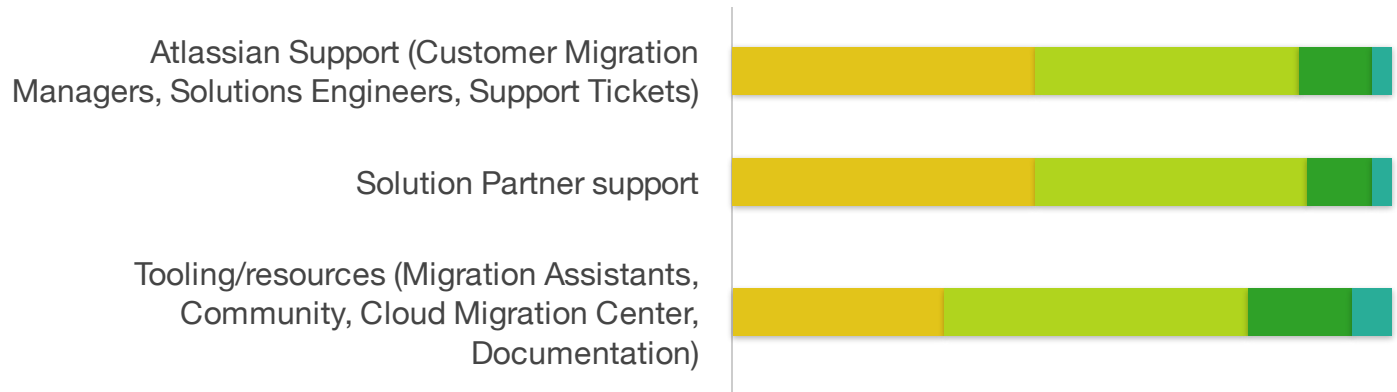 Atlassian Support (Customer Migration
Managers, Solutions Engineers, Support Tickets)
Solution Partner support
Tooling/resources (Migration Assistants,
Community, Cloud Migration Center,
Documentation)